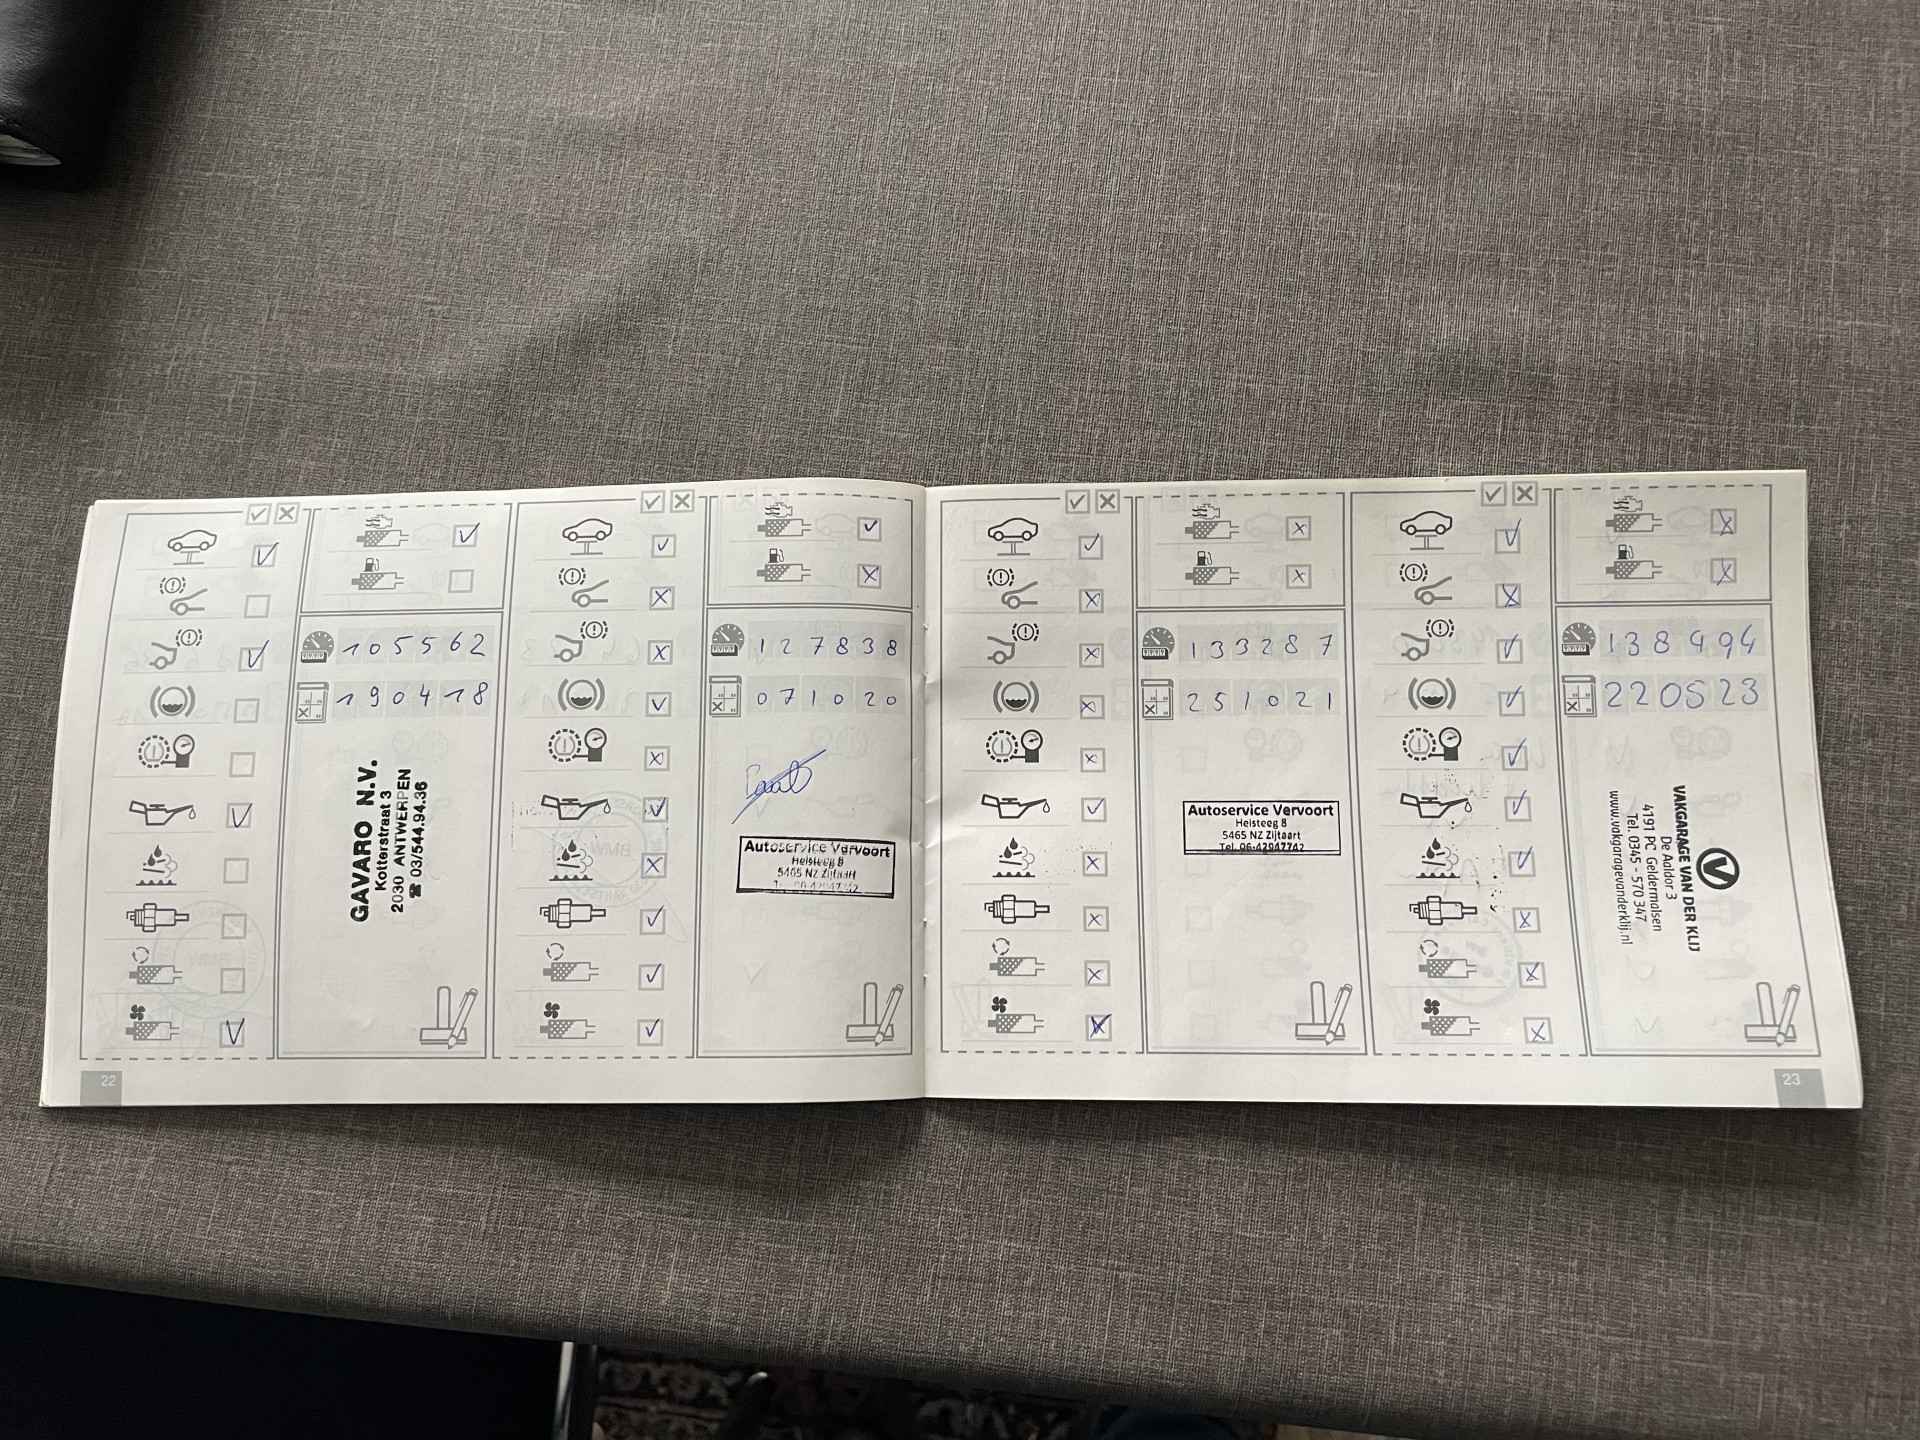 105562
190418
GAVARO N.V.
Kotterstraat 3
2030 ANTWERPEN
☎ 03/544.94.36
127838
071020
Autoservice Vervoort
Heisteeg 8
5465 NZ Zijtaart
22
133287
251021
Autoservice Vervoort
Heisteeg 8
5465 NZ Zijtaart
Tel. 06-42947742
138494
220523
VAKGARAGE VAN DER KLIJ
De Aaldor 3
4191 PC Geldermalsen
Tel. 0345 - 570 347
www.vakgaragevanderklij.nl
23